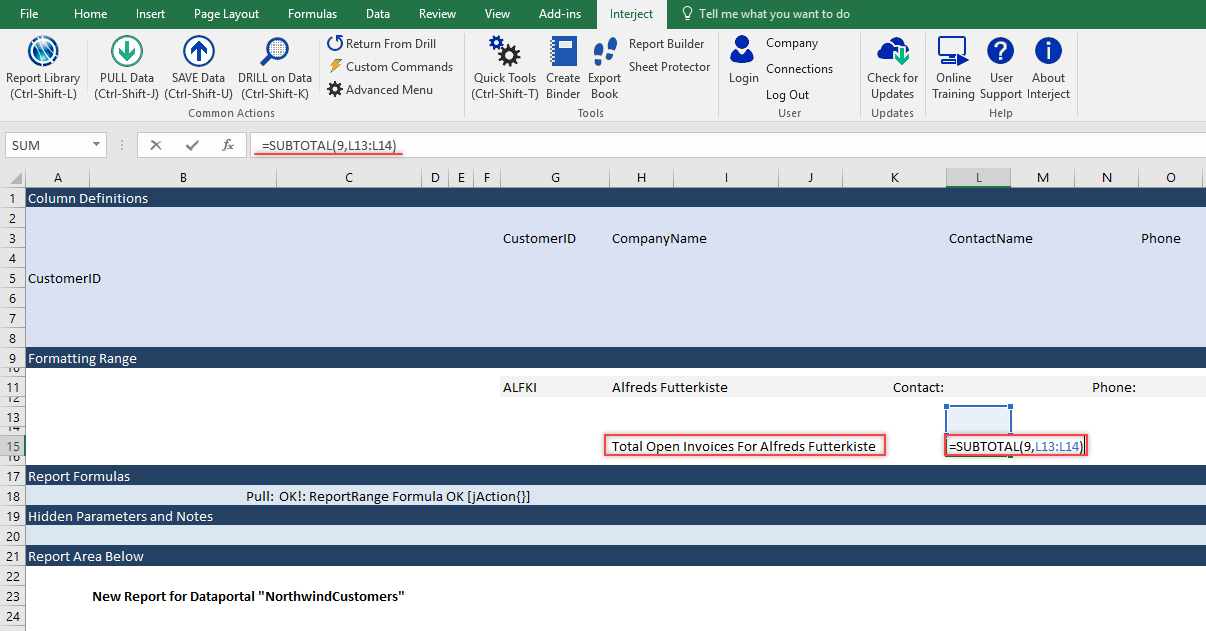 File Home Insert Page Layout Formulas Data Review View Add-ins Interject Tell me what you want to do
Report Library
(Ctrl-Shift-L)
PULL Data
(Ctrl-Shift-J)
SAVE Data
(Ctrl-Shift-U)
DRILL on Data
(Ctrl-Shift-K)
Return From Drill
Custom Commands
Advanced Menu
Common Actions
Quick Tools
(Ctrl-Shift-T)
Create
Binder
Export
Book
Report Builder
Sheet Protector
Tools
Login
Company
Connections
Log Out
User
Check for
Updates
Updates
Online
Training
User
Support
About
Interject
Help
SUM fx =SUBTOTAL(9,L13:L14)
A B C D E F G H I J K L M N O
1 Column Definitions
2
3 CustomerID CompanyName ContactName Phone
4
5 CustomerID
6
7
8
9 Formatting Range
10
11 ALFKI Alfreds Futterkiste Contact: Phone:
12
13
14
15 Total Open Invoices For Alfreds Futterkiste =SUBTOTAL(9,L13:L14)
16
17 Report Formulas
18 Pull: OK!: ReportRange Formula OK [jAction{}]
19 Hidden Parameters and Notes
20
21 Report Area Below
22
23 New Report for Dataportal "NorthwindCustomers"
24